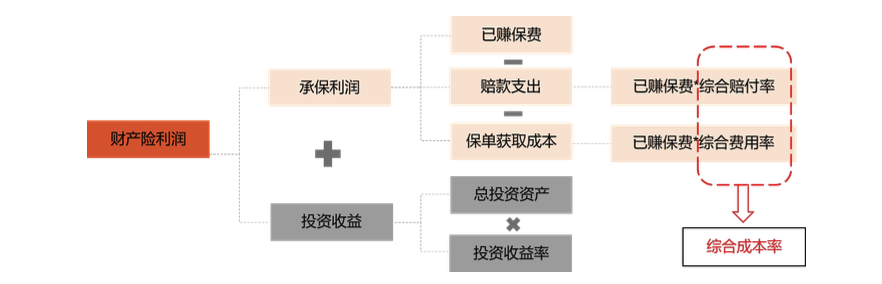 已赚保费
承保利润
赔款支出
已赚保费*综合赔付率
财产险利润
保单获取成本
已赚保费*综合费用率
总投资资产
投资收益
投资收益率
综合成本率